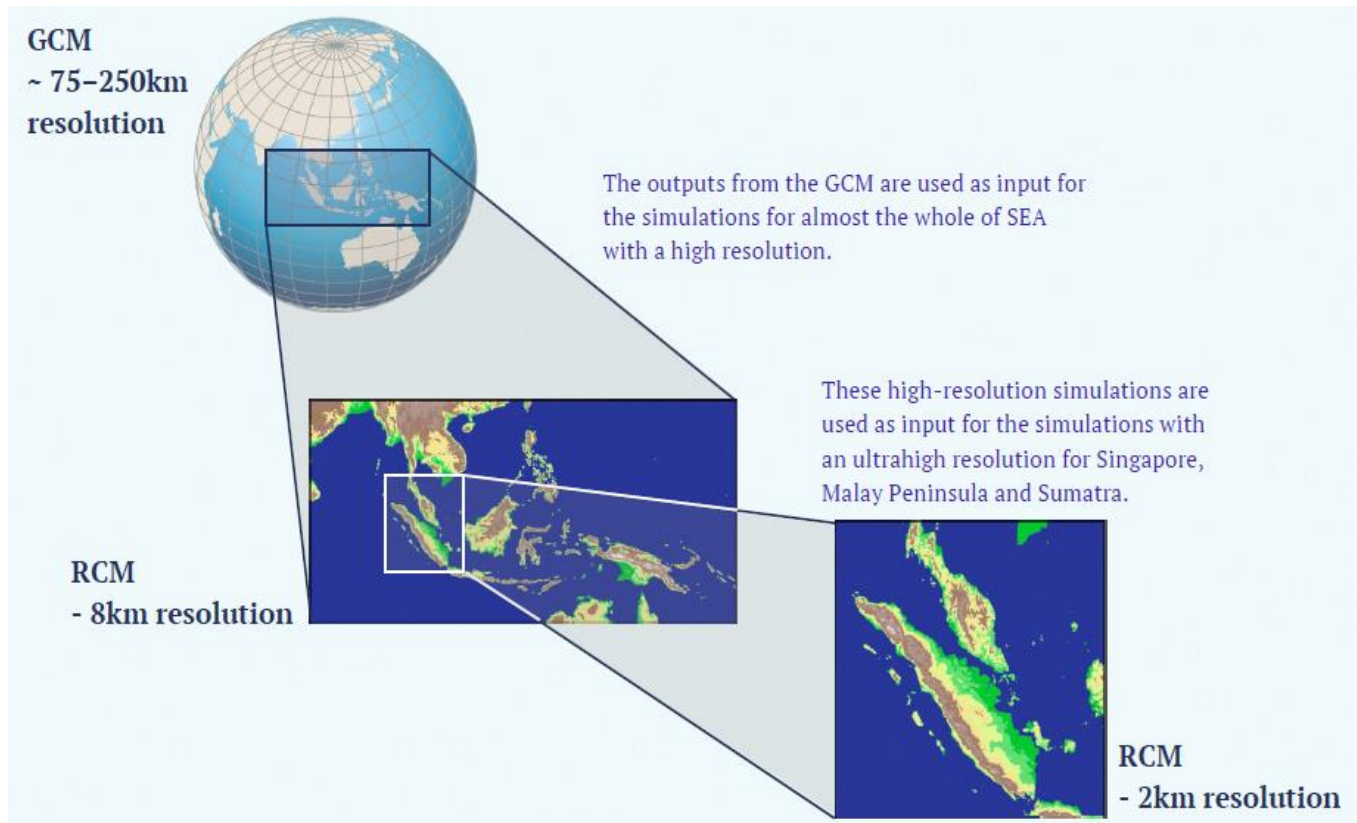 GCM
~ 75–250km
resolution
The outputs from the GCM are used as input for
the simulations for almost the whole of SEA
with a high resolution.
These high-resolution simulations are
used as input for the simulations with
an ultrahigh resolution for Singapore,
Malay Peninsula and Sumatra.
RCM
- 8km resolution
RCM
- 2km resolution